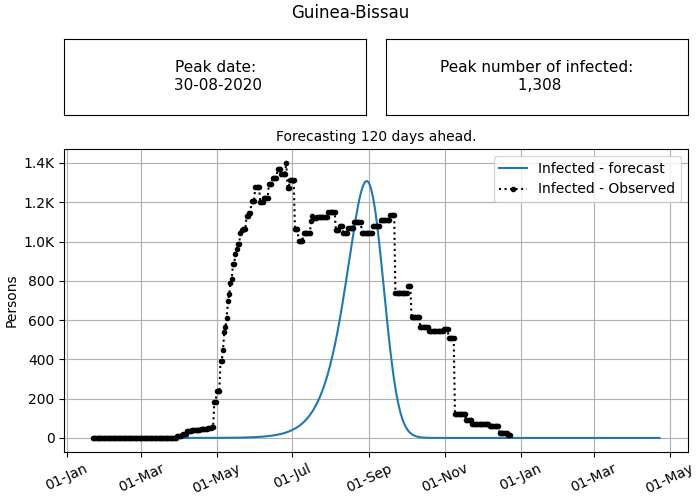 Guinea-Bissau
Peak date:
30-08-2020
Peak number of infected:
1,308
Forecasting 120 days ahead.
Infected - forecast
Infected - Observed
Persons
1.4K
1.2K
1.0K
800
600
400
200
0
01-Jan
01-Mar
01-May
01-Jul
01-Sep
01-Nov
01-Jan
01-Mar
01-May